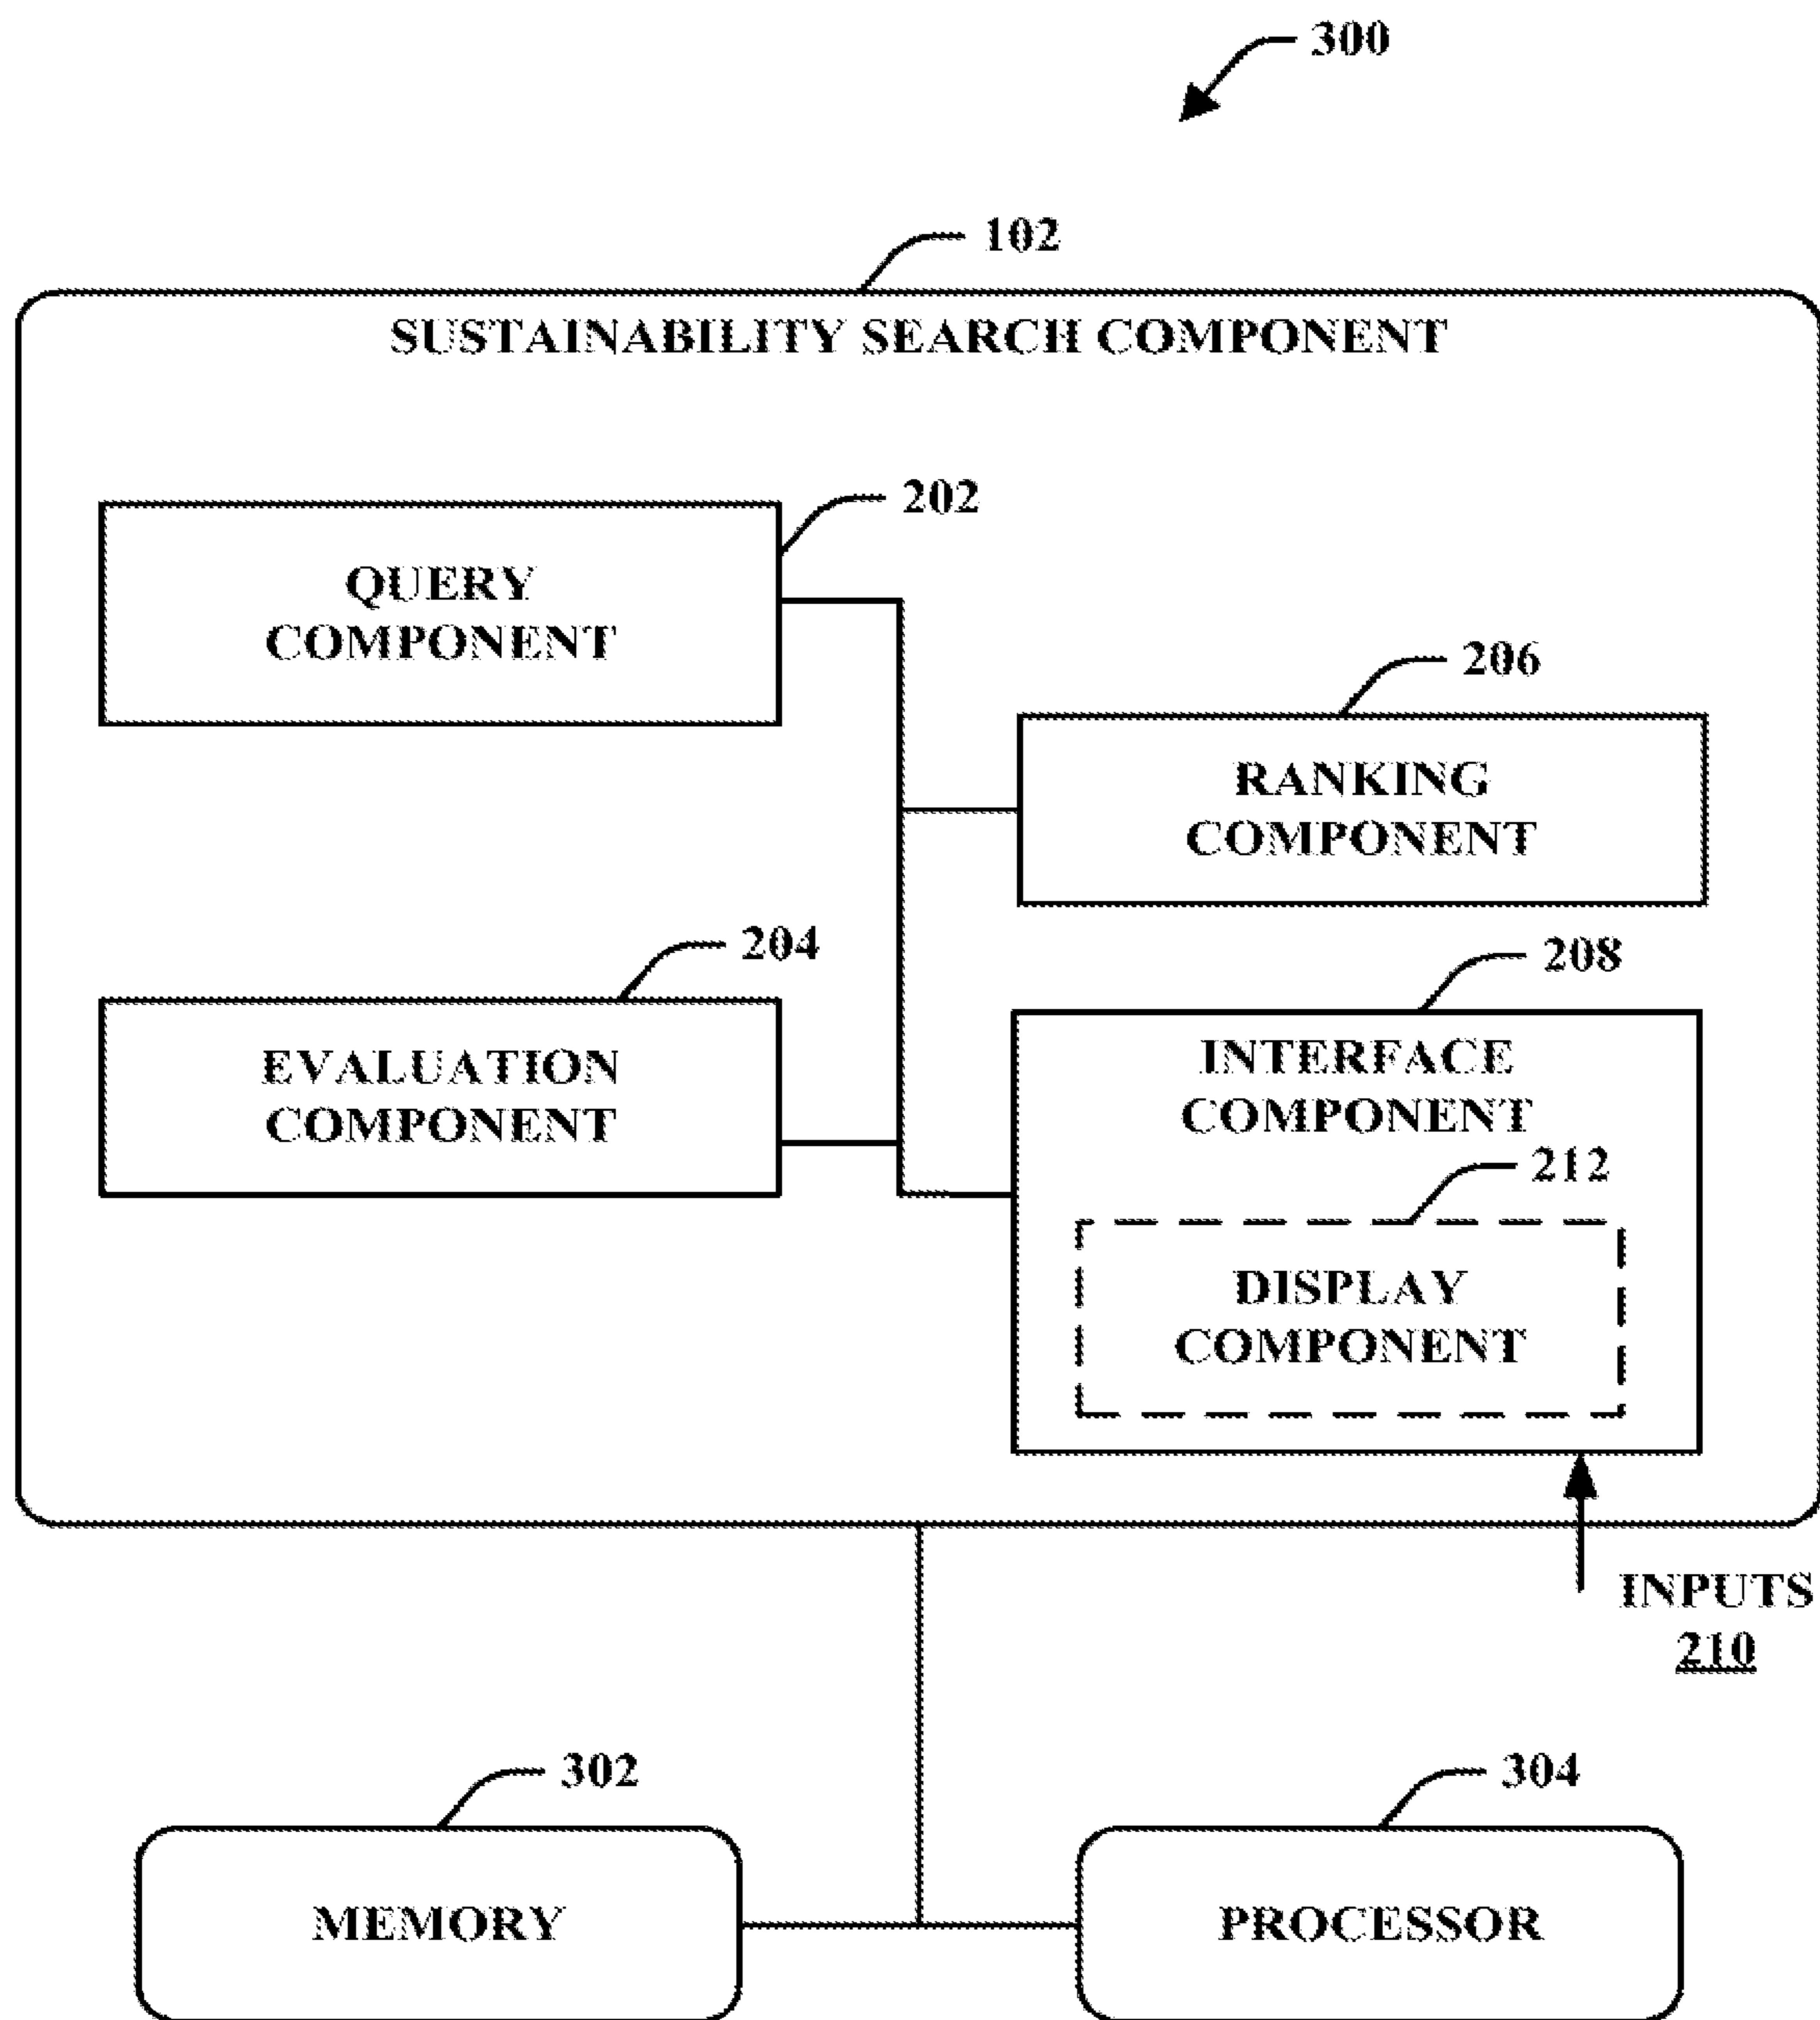 300
102
SUSTAINABILITY SEARCH COMPONENT
202
QUERY
COMPONENT
206
RANKING
COMPONENT
204
EVALUATION
COMPONENT
208
INTERFACE
COMPONENT
212
DISPLAY
COMPONENT
INPUTS
210
302
MEMORY
304
PROCESSOR